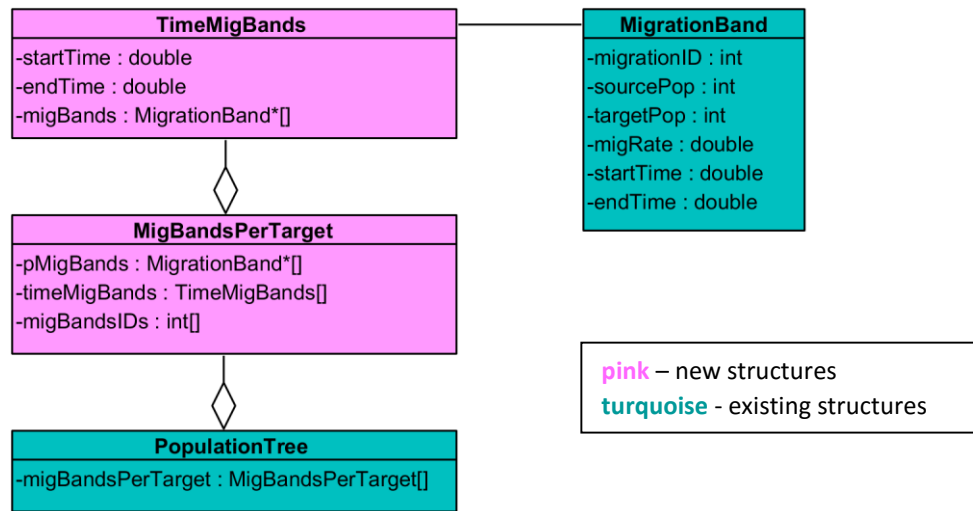 TimeMigBands
-startTime : double
-endTime : double
-migBands : MigrationBand*[]
MigrationBand
-migrationID : int
-sourcePop : int
-targetPop : int
-migRate : double
-startTime : double
-endTime : double
MigBandsPerTarget
-pMigBands : MigrationBand*[]
-timeMigBands : TimeMigBands[]
-migBandsIDs : int[]
PopulationTree
-migBandsPerTarget : MigBandsPerTarget[]
pink – new structures
turquoise - existing structures